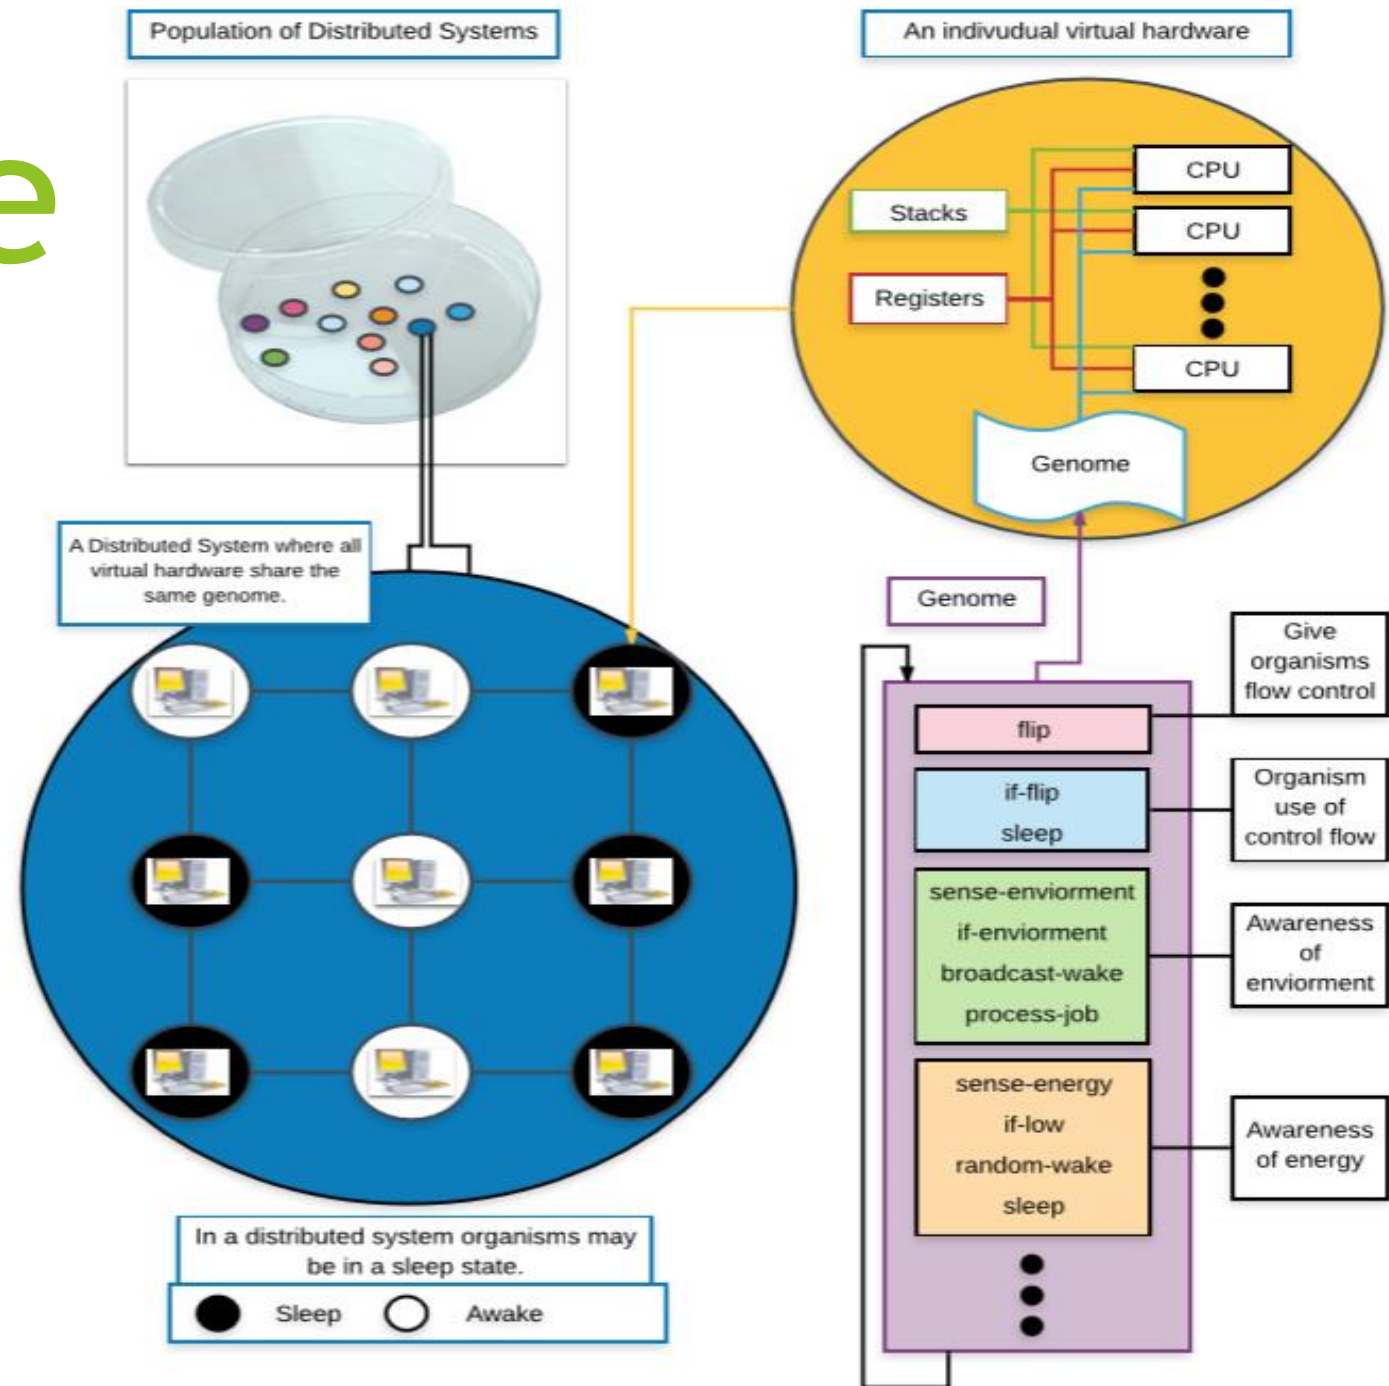 Population of Distributed Systems
An indivudual virtual hardware
e
Stacks
Registers
CPU
CPU
CPU
Genome
A Distributed System where all
virtual hardware share the
same genome.
In a distributed system organisms may
be in a sleep state.
Sleep
Awake
Genome
flip
if-flip
sleep
sense-enviorment
if-enviorment
broadcast-wake
process-job
sense-energy
if-low
random-wake
sleep
Give
organisms
flow control
Organism
use of
control flow
Awareness
of
enviorment
Awareness
of energy